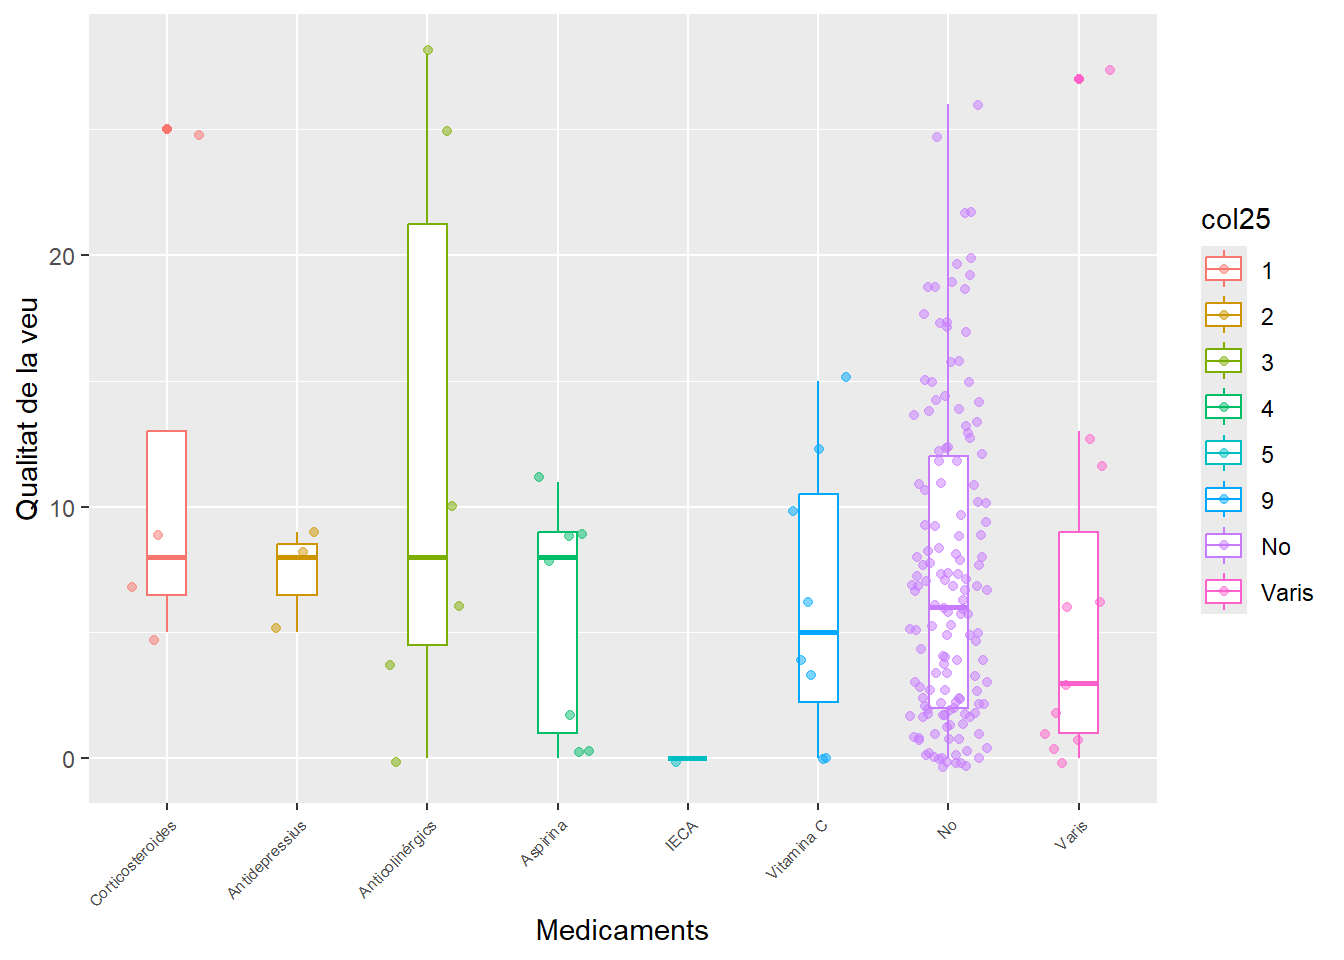 Qualitat de la veu
20
10
0
Corticosteroides
Antidepressius
Anticolinérgics
Aspirina
IECA
Vitamina C
No
Varis
Medicaments
col25
1
2
3
4
5
9
No
Varis